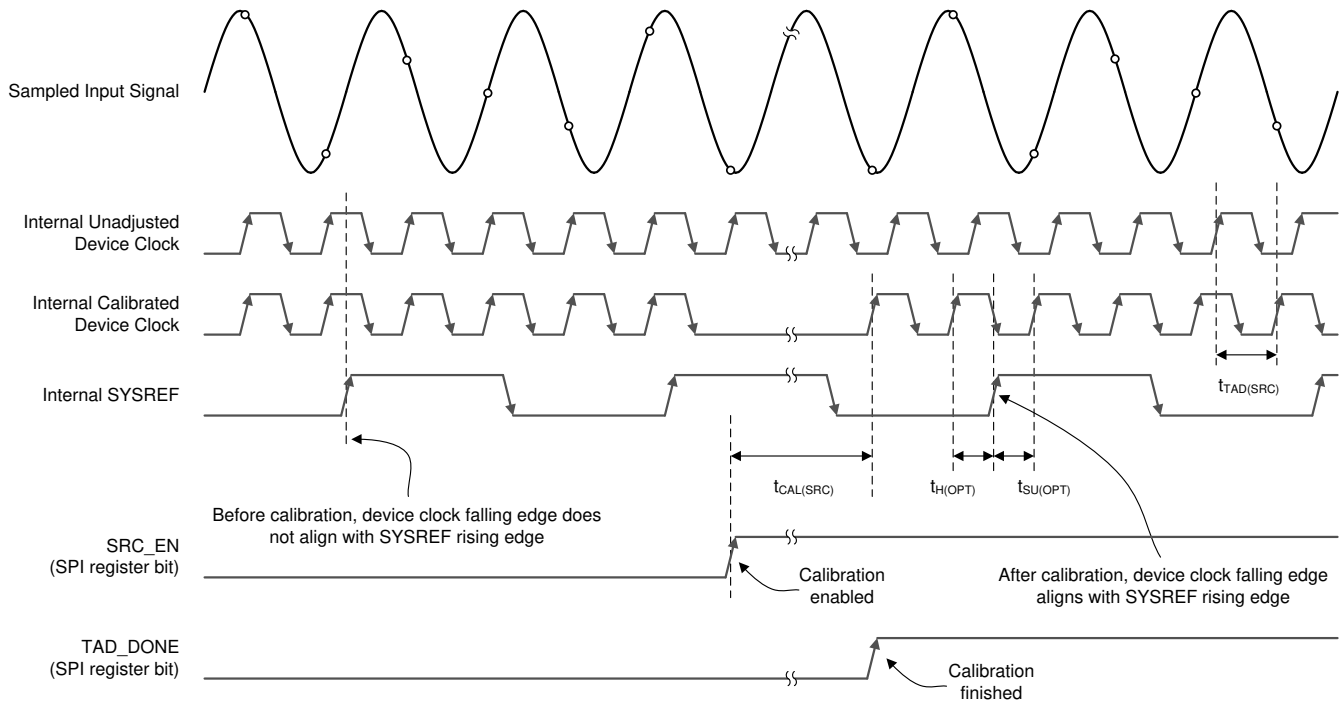 Sampled Input Signal
Internal Unadjusted
Device Clock
Internal Calibrated
Device Clock
Internal SYSREF
tTAD(SRC)
tCAL(SRC)
tH(OPT)
tSU(OPT)
Before calibration, device clock falling edge does
not align with SYSREF rising edge
SRC_EN
(SPI register bit)
Calibration
enabled
After calibration, device clock falling edge
aligns with SYSREF rising edge
TAD_DONE
(SPI register bit)
Calibration
finished